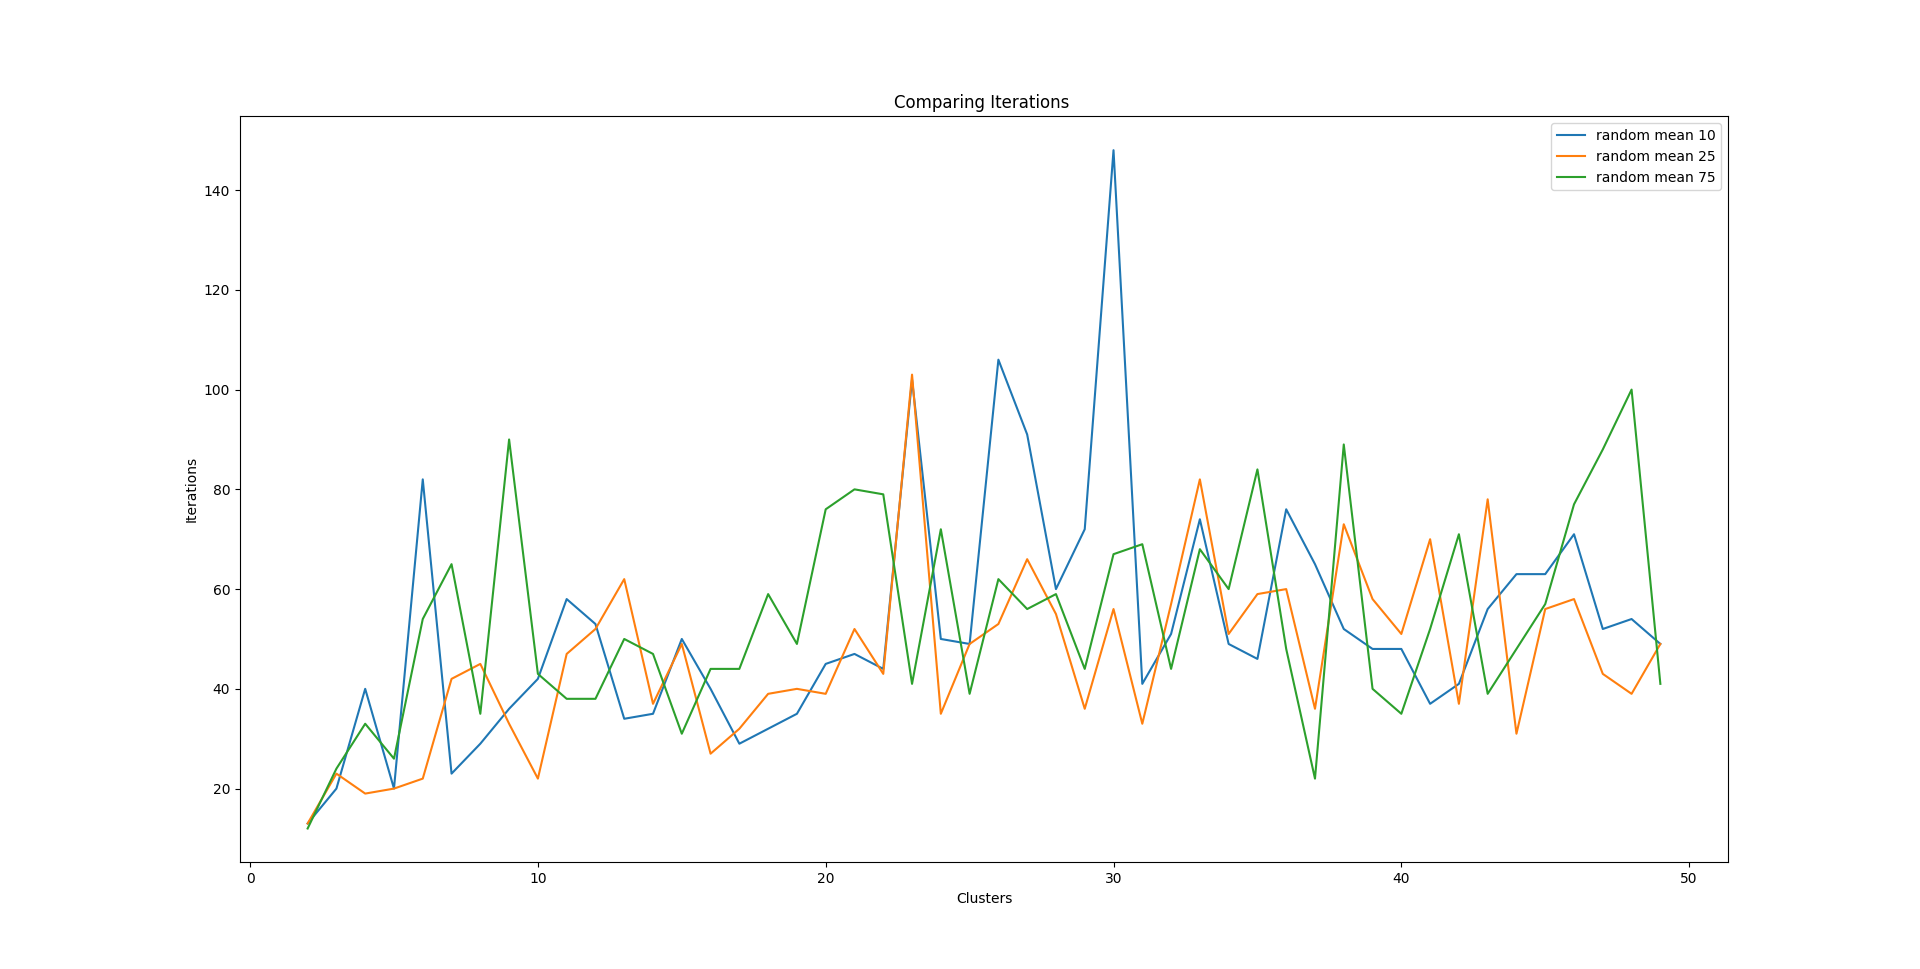 Comparing Iterations
random mean 10
random mean 25
random mean 75
140
120
100
80
60
40
20
Iterations
0 10 20 30 40 50
Clusters